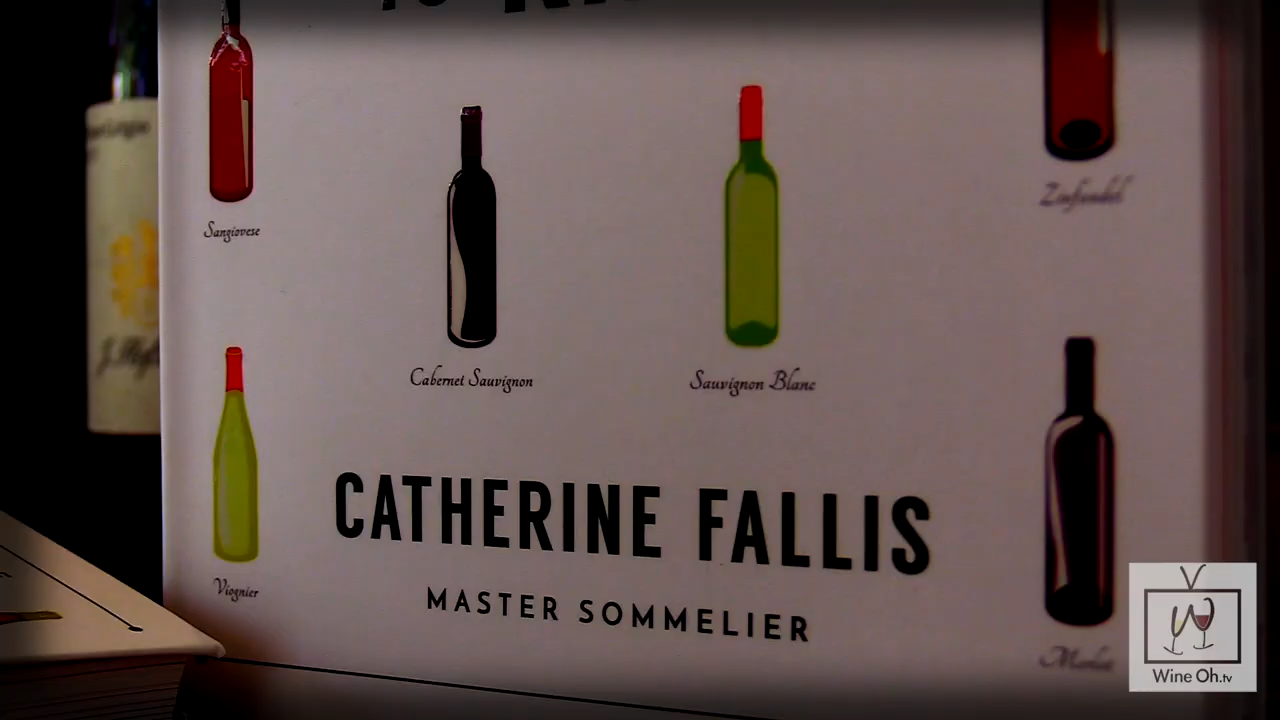 Sangiovese
Zinfandel
Cabernet Sauvignon
Sauvignon Blanc
Viognier
CATHERINE FALLIS
MASTER SOMMELIER
Merlot
Wine Oh.tv